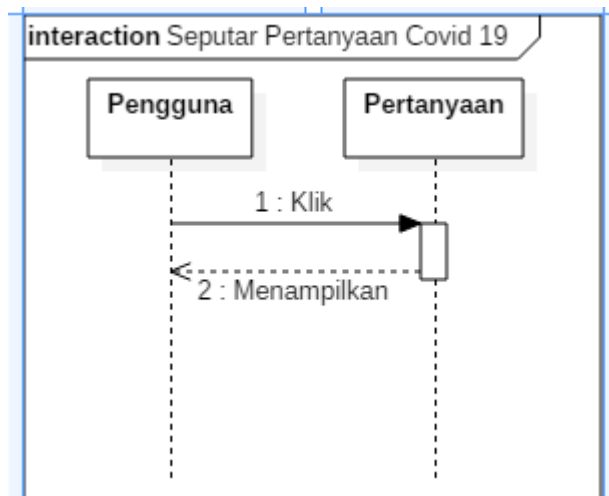 interaction Seputar Pertanyaan Covid 19
Pengguna
Pertanyaan
1 : Klik
2 : Menampilkan